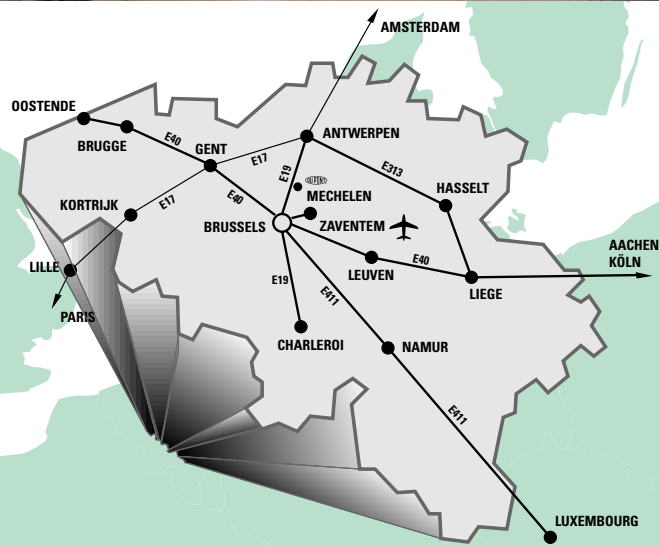 AMSTERDAM
OOSTENDE
BRUGGE
E40
GENT
E17
ANTWERPEN
E19
E313
DUPONT
MECHELEN
HASSELT
KORTRIJK
E17
E40
BRUSSELS
ZAVENTEM
AACHEN
KÖLN
LILLE
LEUVEN
E40
LIEGE
E19
E411
PARIS
CHARLEROI
NAMUR
E411
LUXEMBOURG